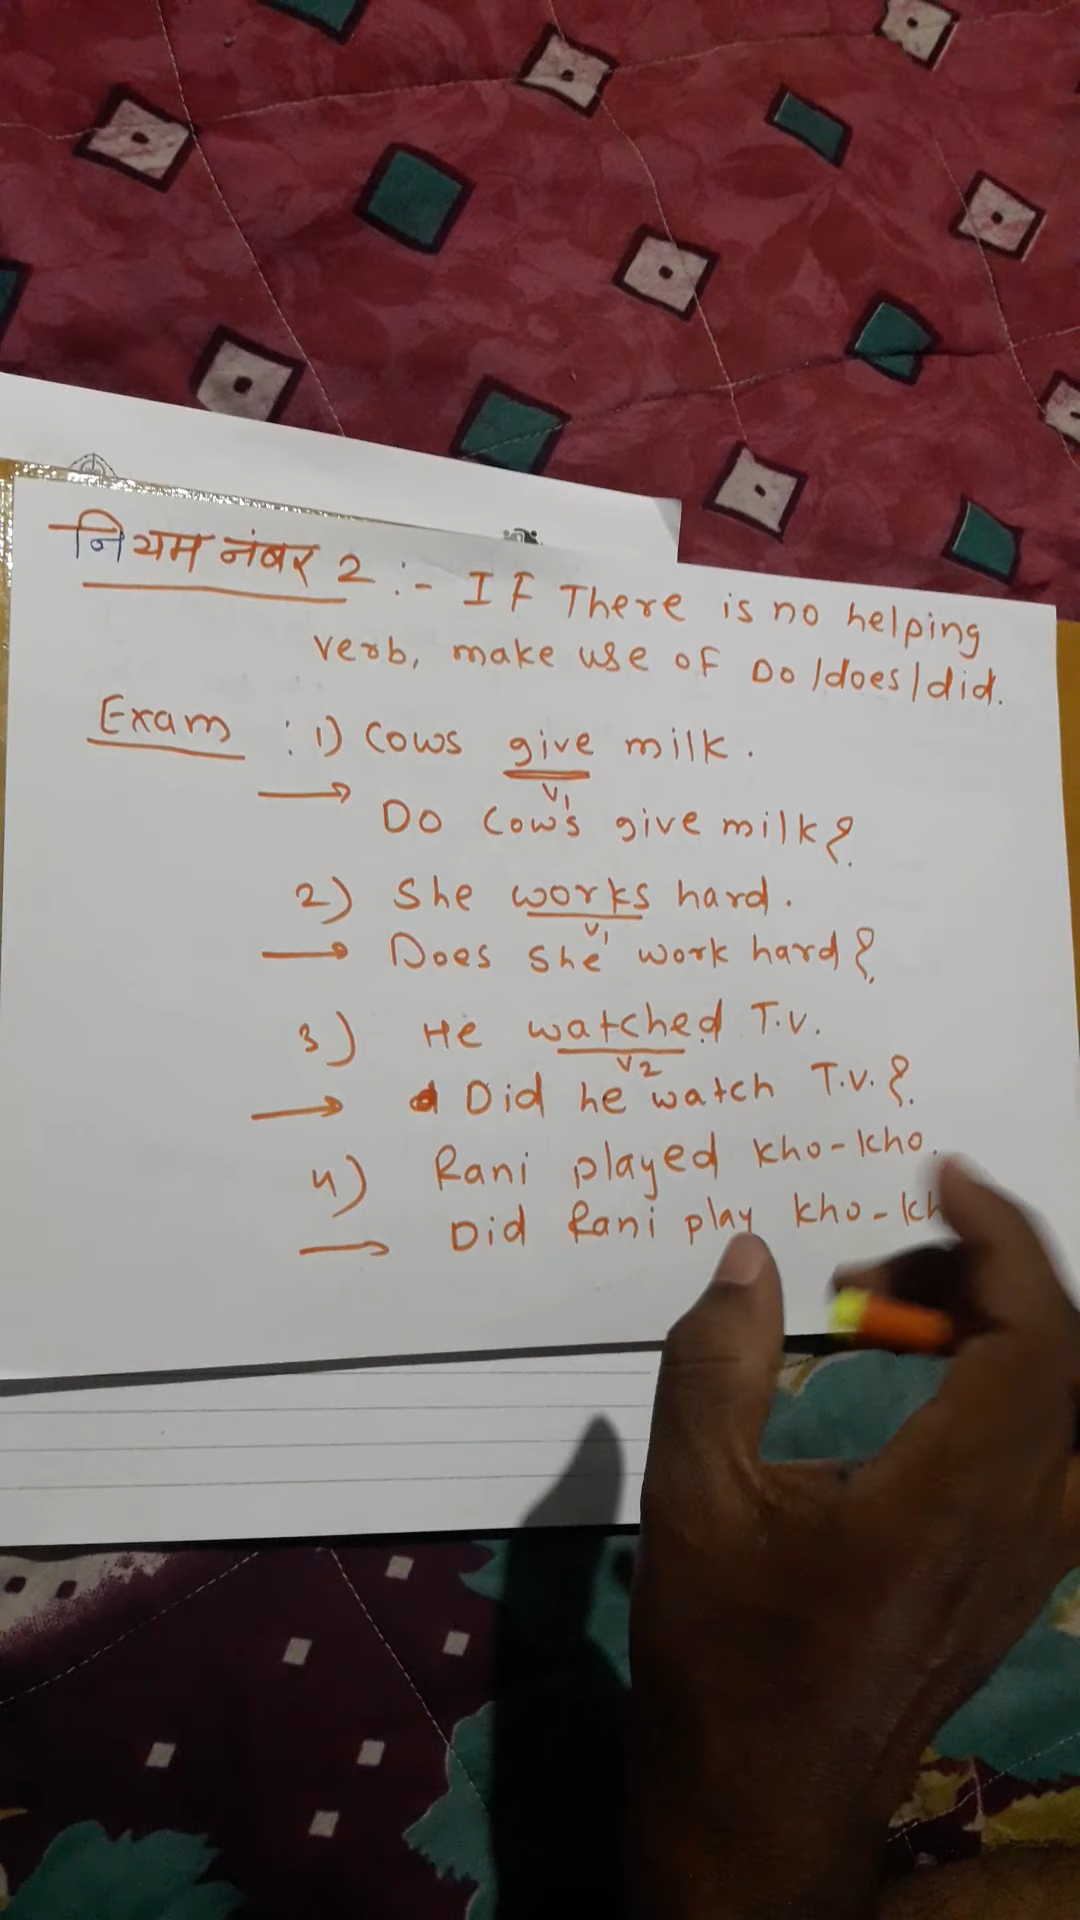 नियम नंबर 2 :- IF There is no helping
verb, make use of Do/does/did.
Exam : 1) Cows give milk.
V1
→ Do Cows give milk?
2) She works hard.
V1
→ Does She work hard?
3) He watched T.V.
V2
→ Did he watch T.V.?
4) Rani played kho-kho.
→ Did Rani play kho-kh